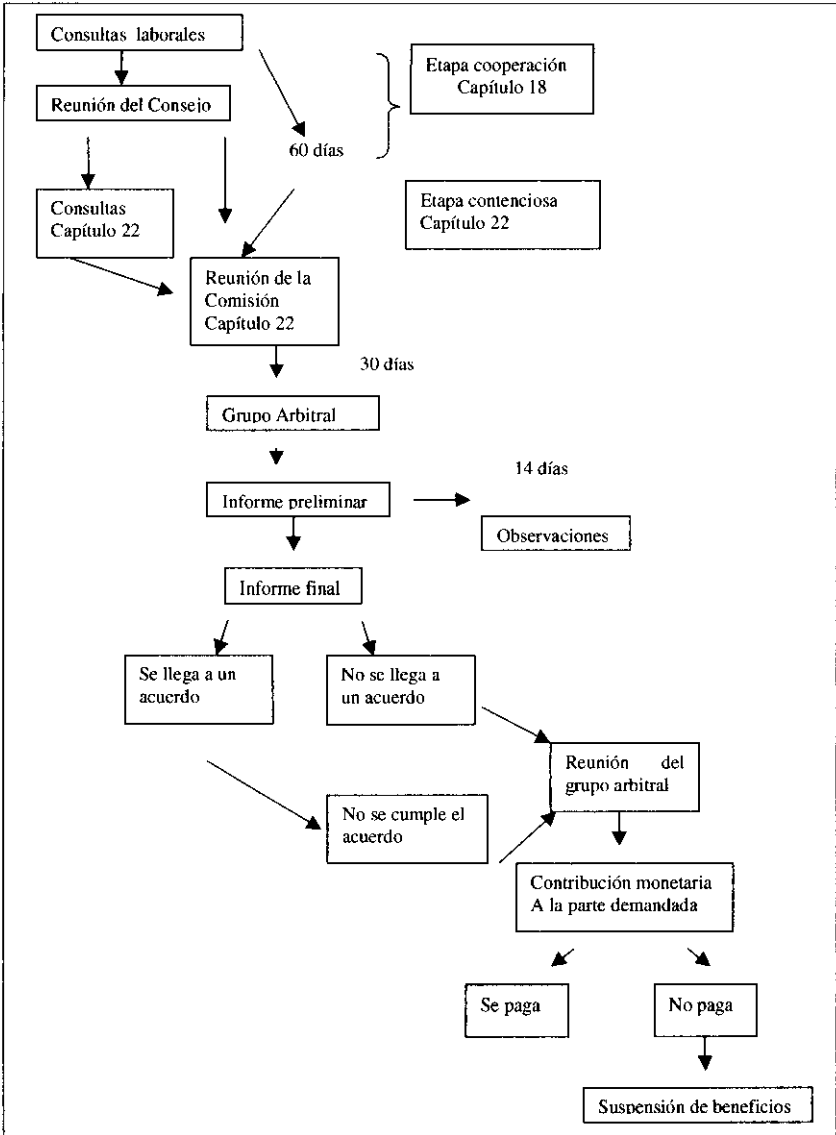 Consultas laborales
Etapa cooperación
Capítulo 18
Reunión del Consejo
60 días
Consultas
Capítulo 22
Etapa contenciosa
Capítulo 22
Reunión de la
Comisión
Capítulo 22
30 días
Grupo Arbitral
14 días
Informe preliminar
Observaciones
Informe final
Se llega a un
acuerdo
No se llega a
un acuerdo
Reunión del
grupo arbitral
No se cumple el
acuerdo
Contribución monetaria
A la parte demandada
Se paga
No paga
Suspensión de beneficios